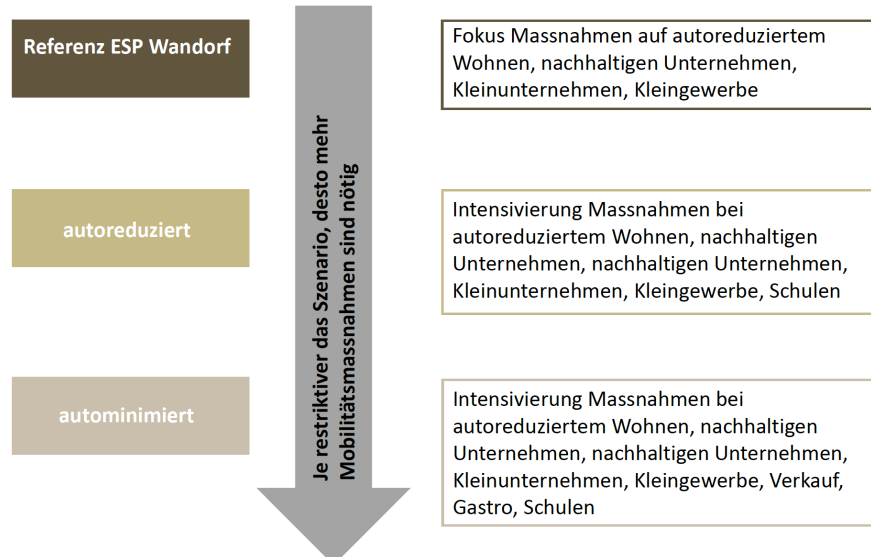 Referenz ESP Wandorf
Fokus Massnahmen auf autoreduziertem
Wohnen, nachhaltigen Unternehmen,
Kleinunternehmen, Kleingewerbe
autoreduziert
Intensivierung Massnahmen bei
autoreduziertem Wohnen, nachhaltigen
Unternehmen, nachhaltigen Unternehmen,
Kleinunternehmen, Kleingewerbe, Schulen
autominimiert
Intensivierung Massnahmen bei
autoreduziertem Wohnen, nachhaltigen
Unternehmen, nachhaltigen Unternehmen,
Kleinunternehmen, Kleingewerbe, Verkauf,
Gastro, Schulen
Je restriktiver das Szenario, desto mehr
Mobilitätsmassnahmen sind nötig